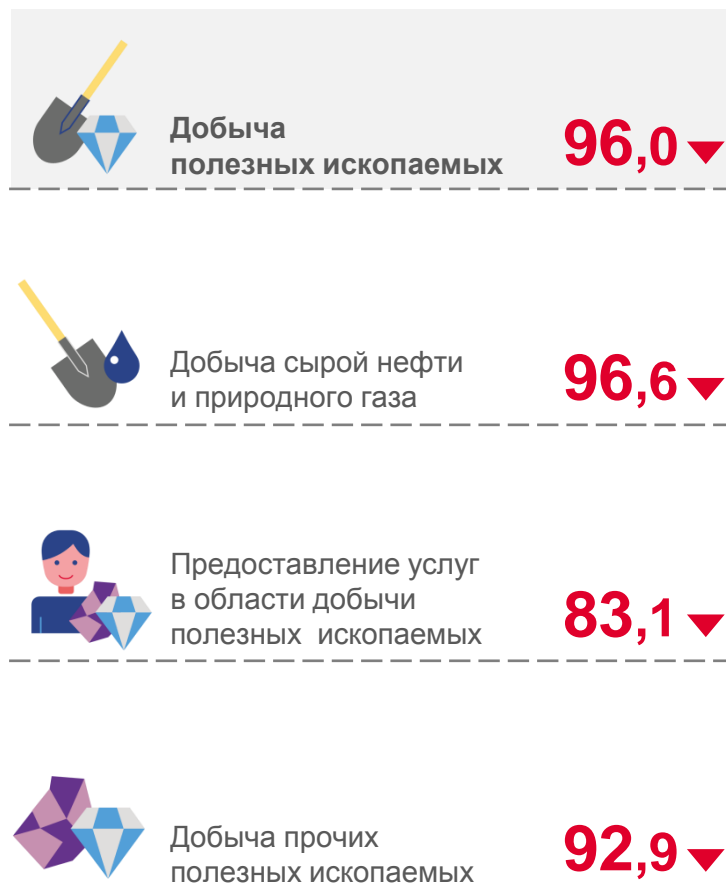 Добыча
полезных ископаемых
96,0
Добыча сырой нефти
и природного газа
96,6
Предоставление услуг
в области добычи
полезных ископаемых
83,1
Добыча прочих
полезных ископаемых
92,9